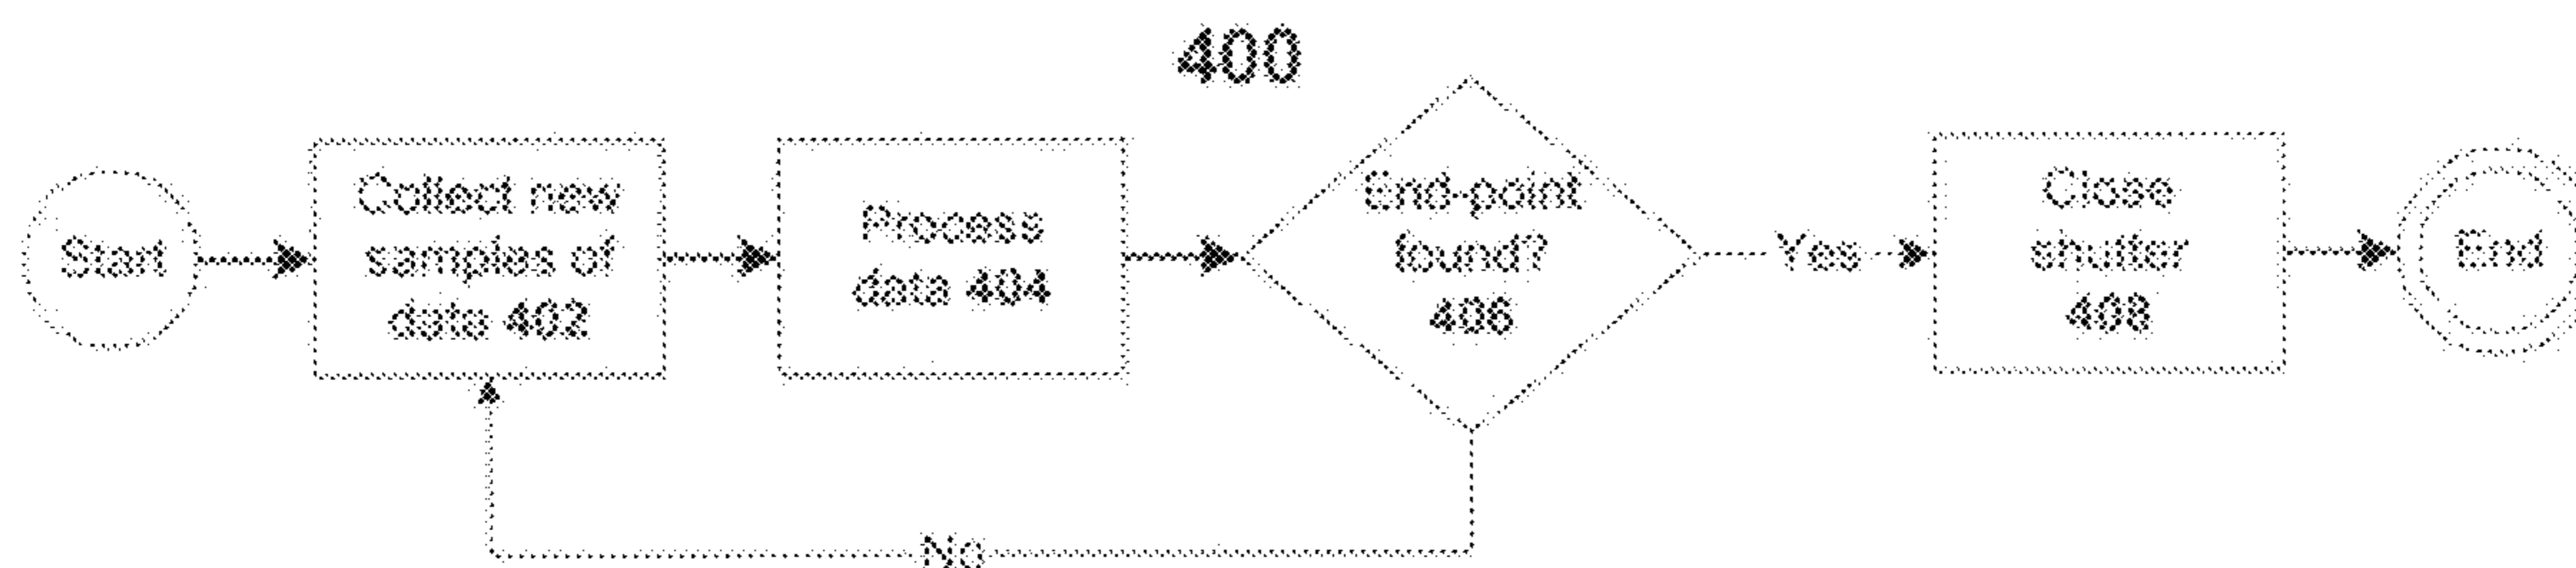 400
Start
Collect new
samples of
data 402
Process
data 404
End-point
found?
406
Yes
Close
shutter
408
End
No